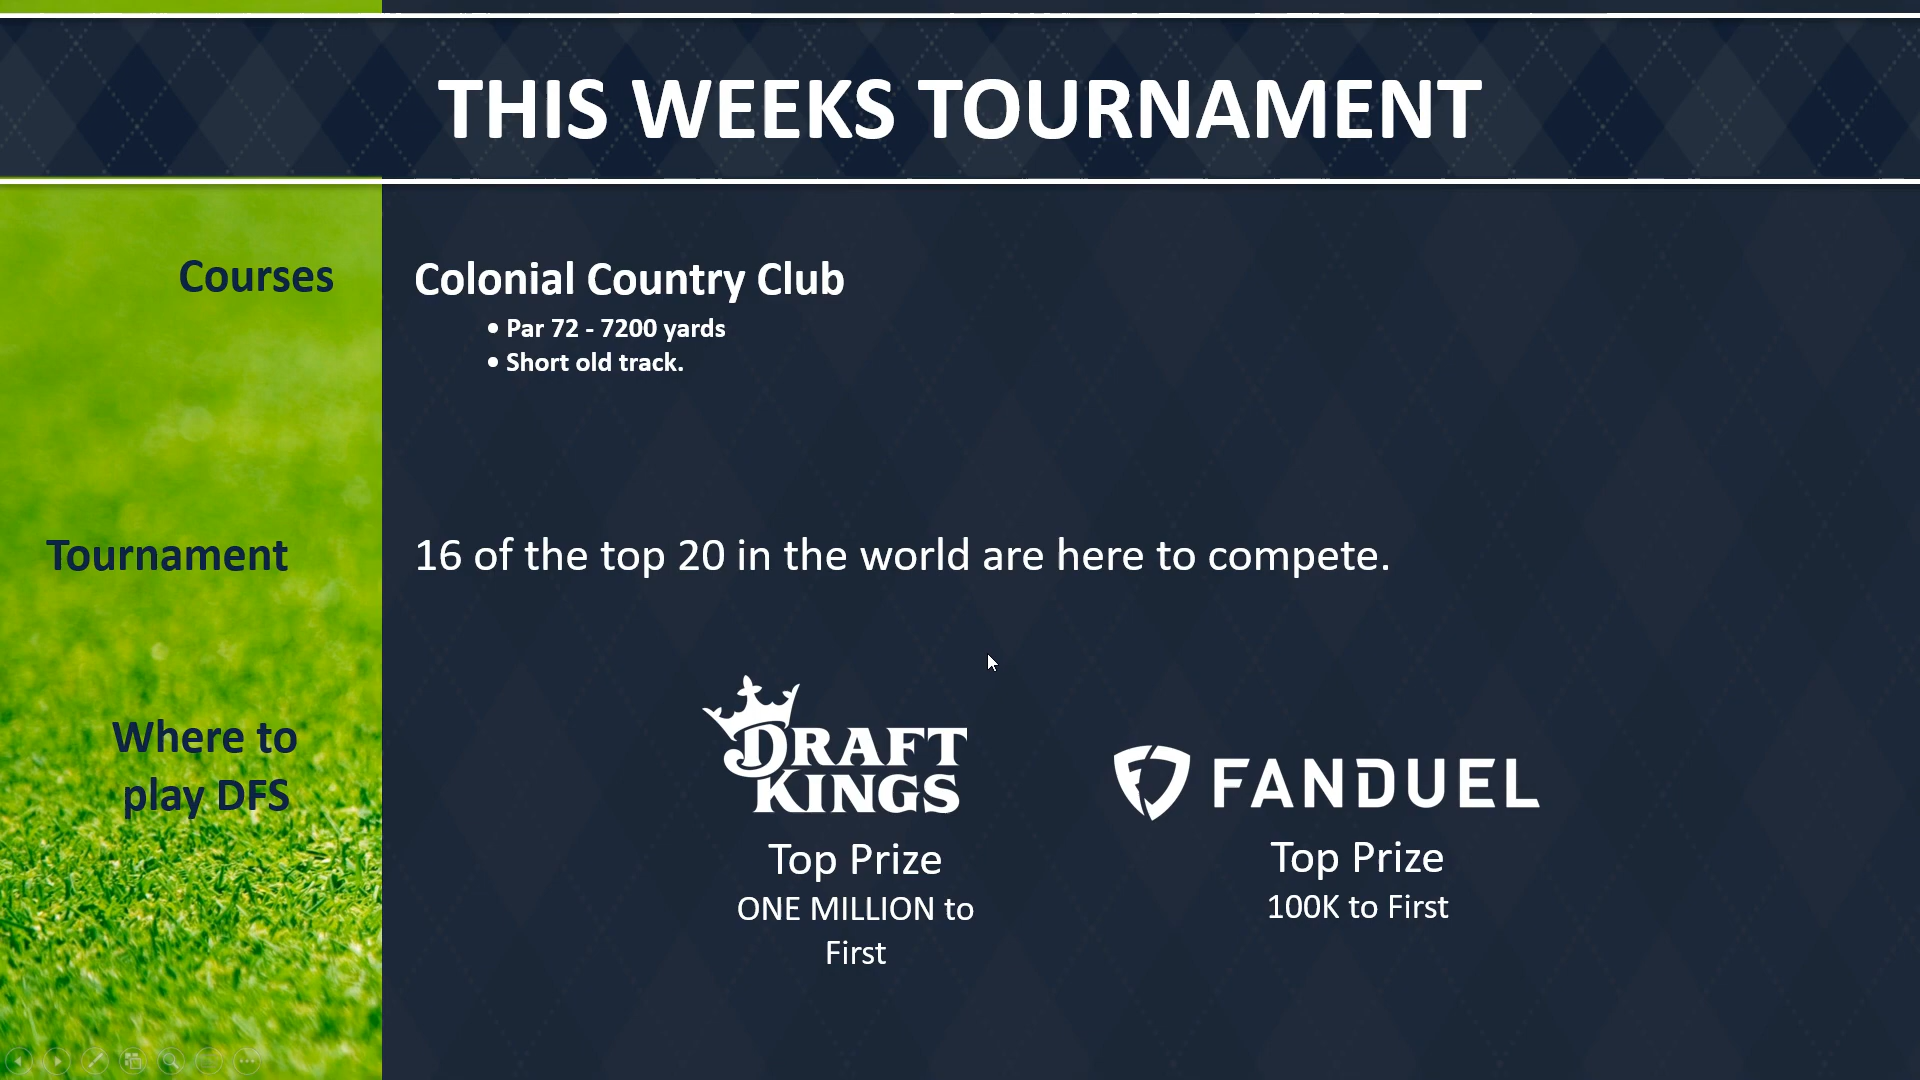 THIS WEEKS TOURNAMENT
Courses
Colonial Country Club
• Par 72 - 7200 yards
• Short old track.
Tournament
16 of the top 20 in the world are here to compete.
Where to
play DFS
DRAFT
KINGS
Top Prize
ONE MILLION to
First
FANDUEL
Top Prize
100K to First